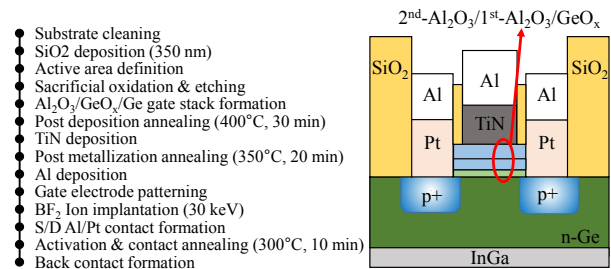 Substrate cleaning
SiO2 deposition (350 nm)
Active area definition
Sacrificial oxidation & etching
Al₂O₃/GeOₓ/Ge gate stack formation
Post deposition annealing (400°C, 30 min)
TiN deposition
Post metallization annealing (350°C, 20 min)
Al deposition
Gate electrode patterning
BF₂ Ion implantation (30 keV)
S/D Al/Pt contact formation
Activation & contact annealing (300°C, 10 min)
Back contact formation
2ⁿᵈ-Al₂O₃/1ˢᵗ-Al₂O₃/GeOₓ
SiO₂
Al
SiO₂
Al
Al
TiN
Pt
Pt
p+
p+
n-Ge
InGa